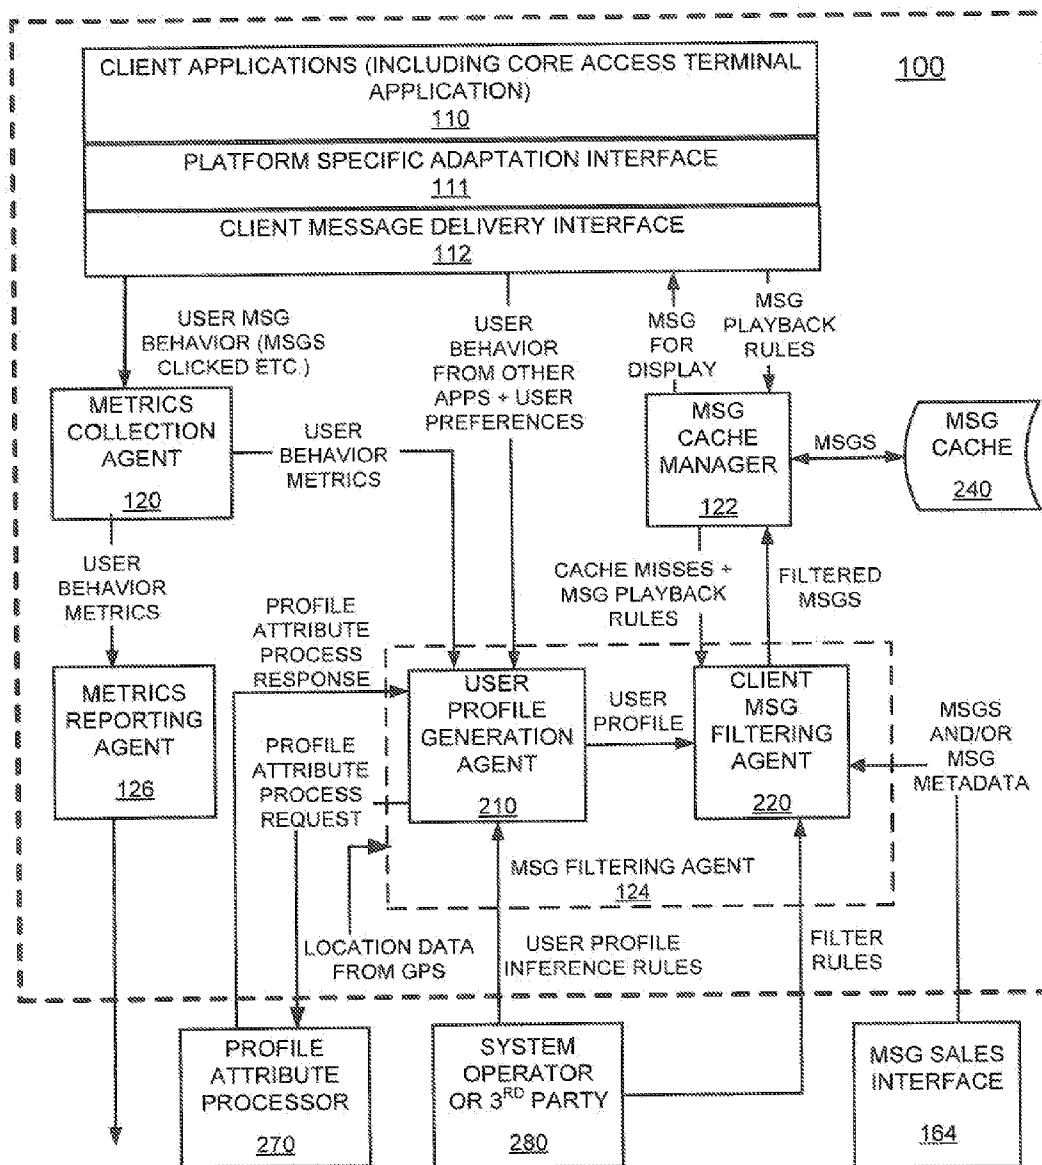 CLIENT APPLICATIONS (INCLUDING CORE ACCESS TERMINAL
APPLICATION)
110
100
PLATFORM SPECIFIC ADAPTATION INTERFACE
111
CLIENT MESSAGE DELIVERY INTERFACE
112
USER MSG
BEHAVIOR (MSGS
CLICKED ETC.)
USER
BEHAVIOR
FROM OTHER
APPS + USER
PREFERENCES
MSG
FOR
DISPLAY
MSG
PLAYBACK
RULES
METRICS
COLLECTION
AGENT
120
USER
BEHAVIOR
METRICS
MSG
CACHE
MANAGER
122
MSGS
MSG
CACHE
240
USER
BEHAVIOR
METRICS
CACHE MISSES +
MSG PLAYBACK
RULES
FILTERED
MSGS
PROFILE
ATTRIBUTE
PROCESS
RESPONSE
METRICS
REPORTING
AGENT
126
PROFILE
ATTRIBUTE
PROCESS
REQUEST
USER
PROFILE
GENERATION
AGENT
210
USER
PROFILE
CLIENT
MSG
FILTERING
AGENT
220
MSGS
AND/OR
MSG
METADATA
MSG FILTERING AGENT
124
LOCATION DATA
FROM GPS
USER PROFILE
INFERENCE RULES
FILTER
RULES
PROFILE
ATTRIBUTE
PROCESSOR
270
SYSTEM
OPERATOR
OR 3RD PARTY
280
MSG SALES
INTERFACE
164